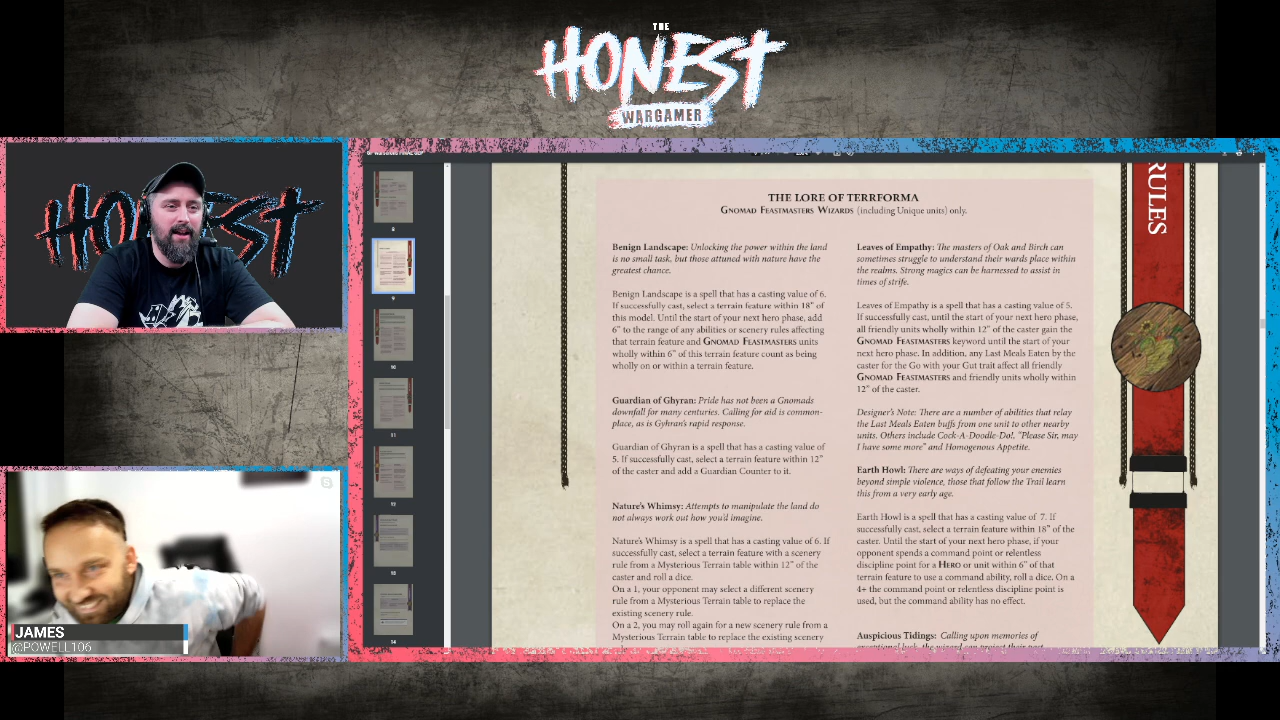 THE
HONEST
WARGAMER
HONEST
JAMES
@POWELL106
8
9
10
11
12
13
14
RULES
THE LORE OF TERRFORMA
GNOMAD FEASTMASTERS WIZARDS (including Unique units) only.
Benign Landscape: Unlocking the power within the land
is no small task, but those attuned with nature have the
greatest chance.
Benign Landscape is a spell that has a casting value of 6.
If successfully cast, select a terrain feature within 18" of
this model. Until the start of your next hero phase, add
6" to the range of any abilities or scenery rules affecting
that terrain feature and GNOMAD FEASTMASTERS units
wholly within 6" of this terrain feature count as being
wholly on or within a terrain feature.
Guardian of Ghyran: Pride has not been a Gnomads
downfall for many centuries. Calling for aid is common-
place, as is Gyhran's rapid response.
Guardian of Ghyran is a spell that has a casting value of
5. If successfully cast, select a terrain feature within 12"
of the caster and add a Guardian Counter to it.
Nature's Whimsy: Attempts to manipulate the land do
not always work out how you'd imagine.
Nature's Whimsy is a spell that has a casting value of 6. If
successfully cast, select a terrain feature with a scenery
rule from a Mysterious Terrain table within 12" of the
caster and roll a dice.
On a 1, your opponent may select a different scenery
rule from a Mysterious Terrain table to replace the
existing scenery rule.
On a 2, you may roll again for a new scenery rule from a
Mysterious Terrain table to replace the existing scenery
Leaves of Empathy: The masters of Oak and Birch can
sometimes struggle to understand their wards place within
the realms. Strong magics can be harnessed to assist in
times of strife.
Leaves of Empathy is a spell that has a casting value of 5.
If successfully cast, until the start of your next hero phase,
all friendly units wholly within 12" of the caster gain the
GNOMAD FEASTMASTERS keyword until the start of your
next hero phase. In addition, any Last Meals Eaten by the
caster for the Go with your Gut trait affect all friendly
GNOMAD FEASTMASTERS and friendly units wholly within
12" of the caster.
Designer's Note: There are a number of abilities that relay
the Last Meals Eaten buffs from one unit to other nearby
units. Others include Cock-A-Doodle-Do!, "Please Sir, may
I have some more" and Homogenous Appetite.
Earth Howl: There are ways of defeating your enemies
beyond simple violence, those that follow the Trail learn
this from a very early age.
Earth Howl is a spell that has a casting value of 7. If
successfully cast, select a terrain feature within 18" of the
caster. Until the start of your next hero phase, if your
opponent spends a command point or relentless
discipline point for a HERO or unit within 6" of that
terrain feature to use a command ability, roll a dice. On a
4+ the command point or relentless discipline point is
used, but the command ability has no effect.
Auspicious Tidings: Calling upon memories of
exceptional luck, the wizard can project their past